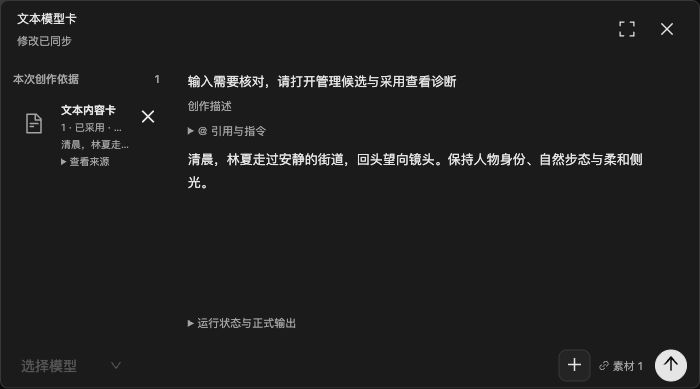 文本模型卡
修改已同步
本次创作依据 1
文本内容卡
1 · 已采用 · ...
清晨，林夏走...
▶ 查看来源
输入需要核对，请打开管理候选与采用查看诊断
创作描述
▶ @ 引用与指令
清晨，林夏走过安静的街道，回头望向镜头。保持人物身份、自然步态与柔和侧
光。
▶ 运行状态与正式输出
选择模型
素材 1